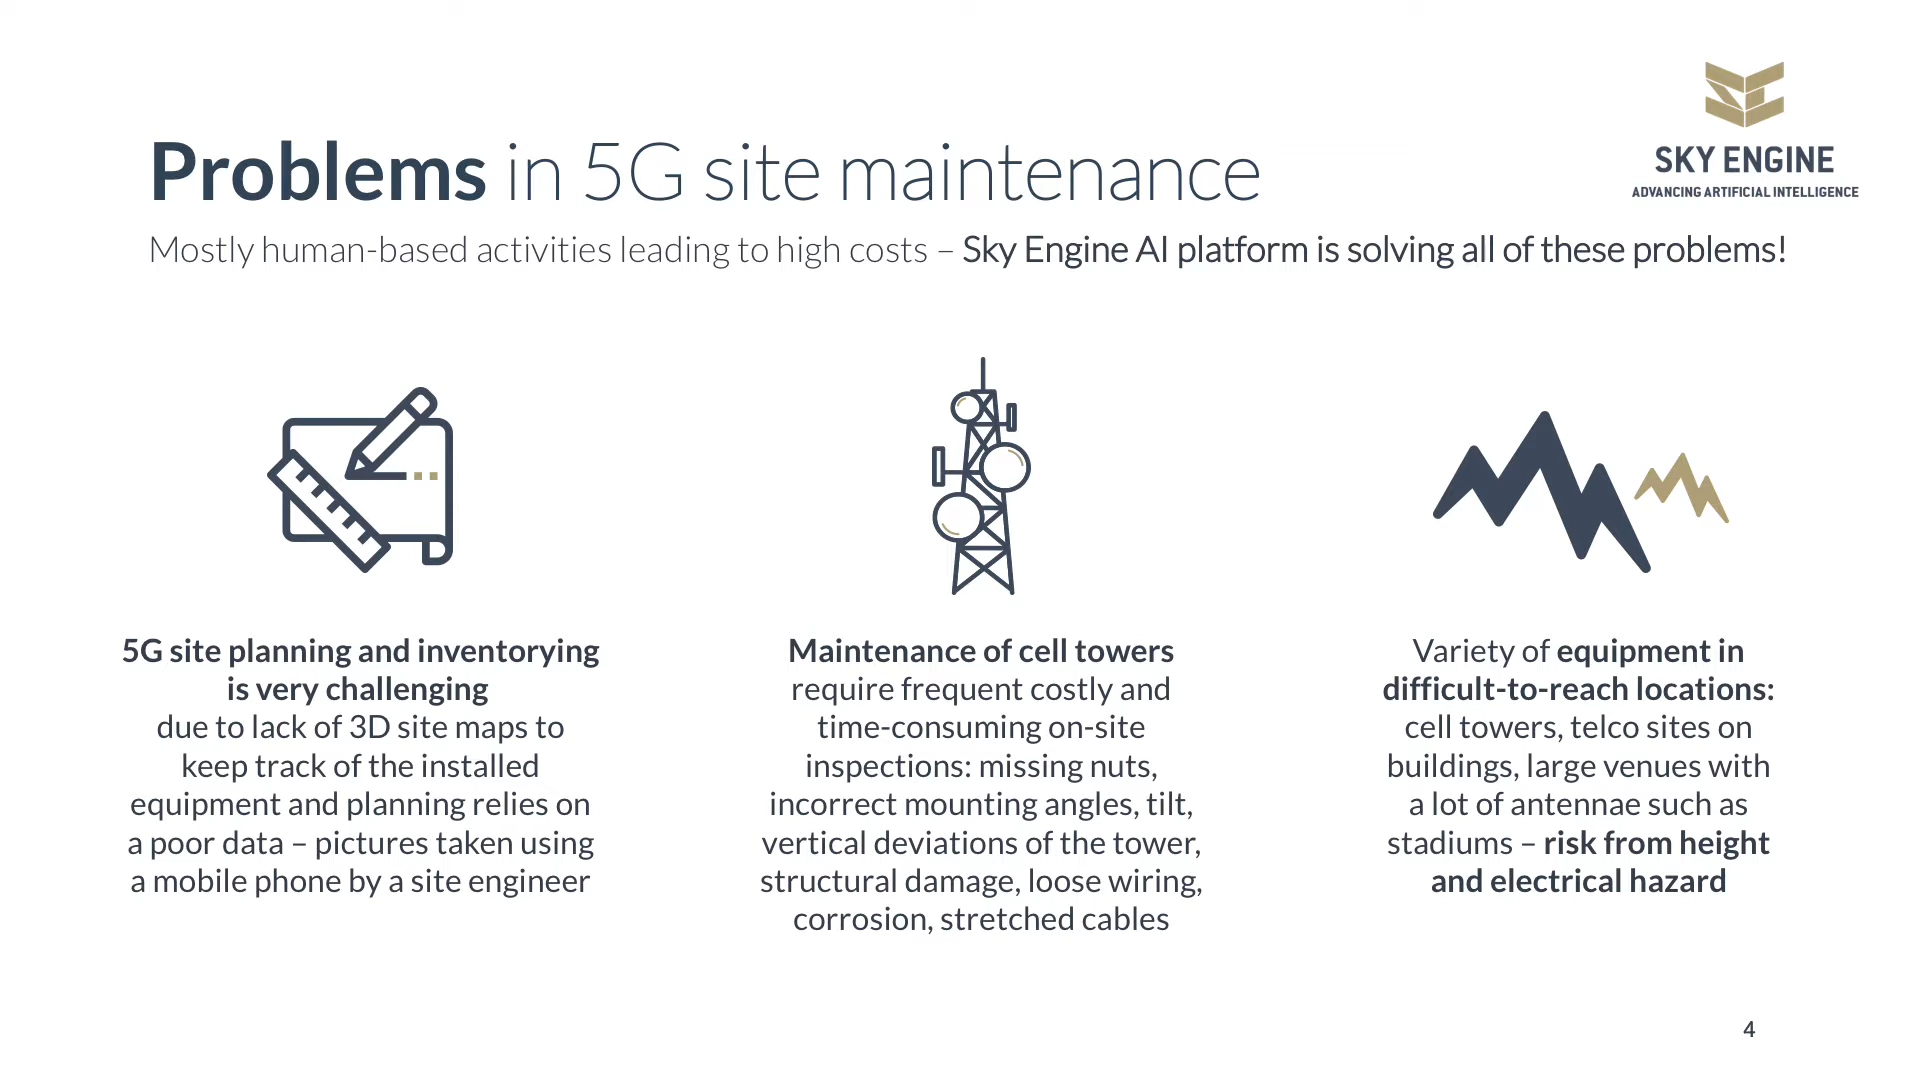 SKY ENGINE
ADVANCING ARTIFICIAL INTELLIGENCE
Problems in 5G site maintenance
Mostly human-based activities leading to high costs – Sky Engine AI platform is solving all of these problems!
5G site planning and inventorying
is very challenging
due to lack of 3D site maps to
keep track of the installed
equipment and planning relies on
a poor data – pictures taken using
a mobile phone by a site engineer
Maintenance of cell towers
require frequent costly and
time-consuming on-site
inspections: missing nuts,
incorrect mounting angles, tilt,
vertical deviations of the tower,
structural damage, loose wiring,
corrosion, stretched cables
Variety of equipment in
difficult-to-reach locations:
cell towers, telco sites on
buildings, large venues with
a lot of antennae such as
stadiums – risk from height
and electrical hazard
4